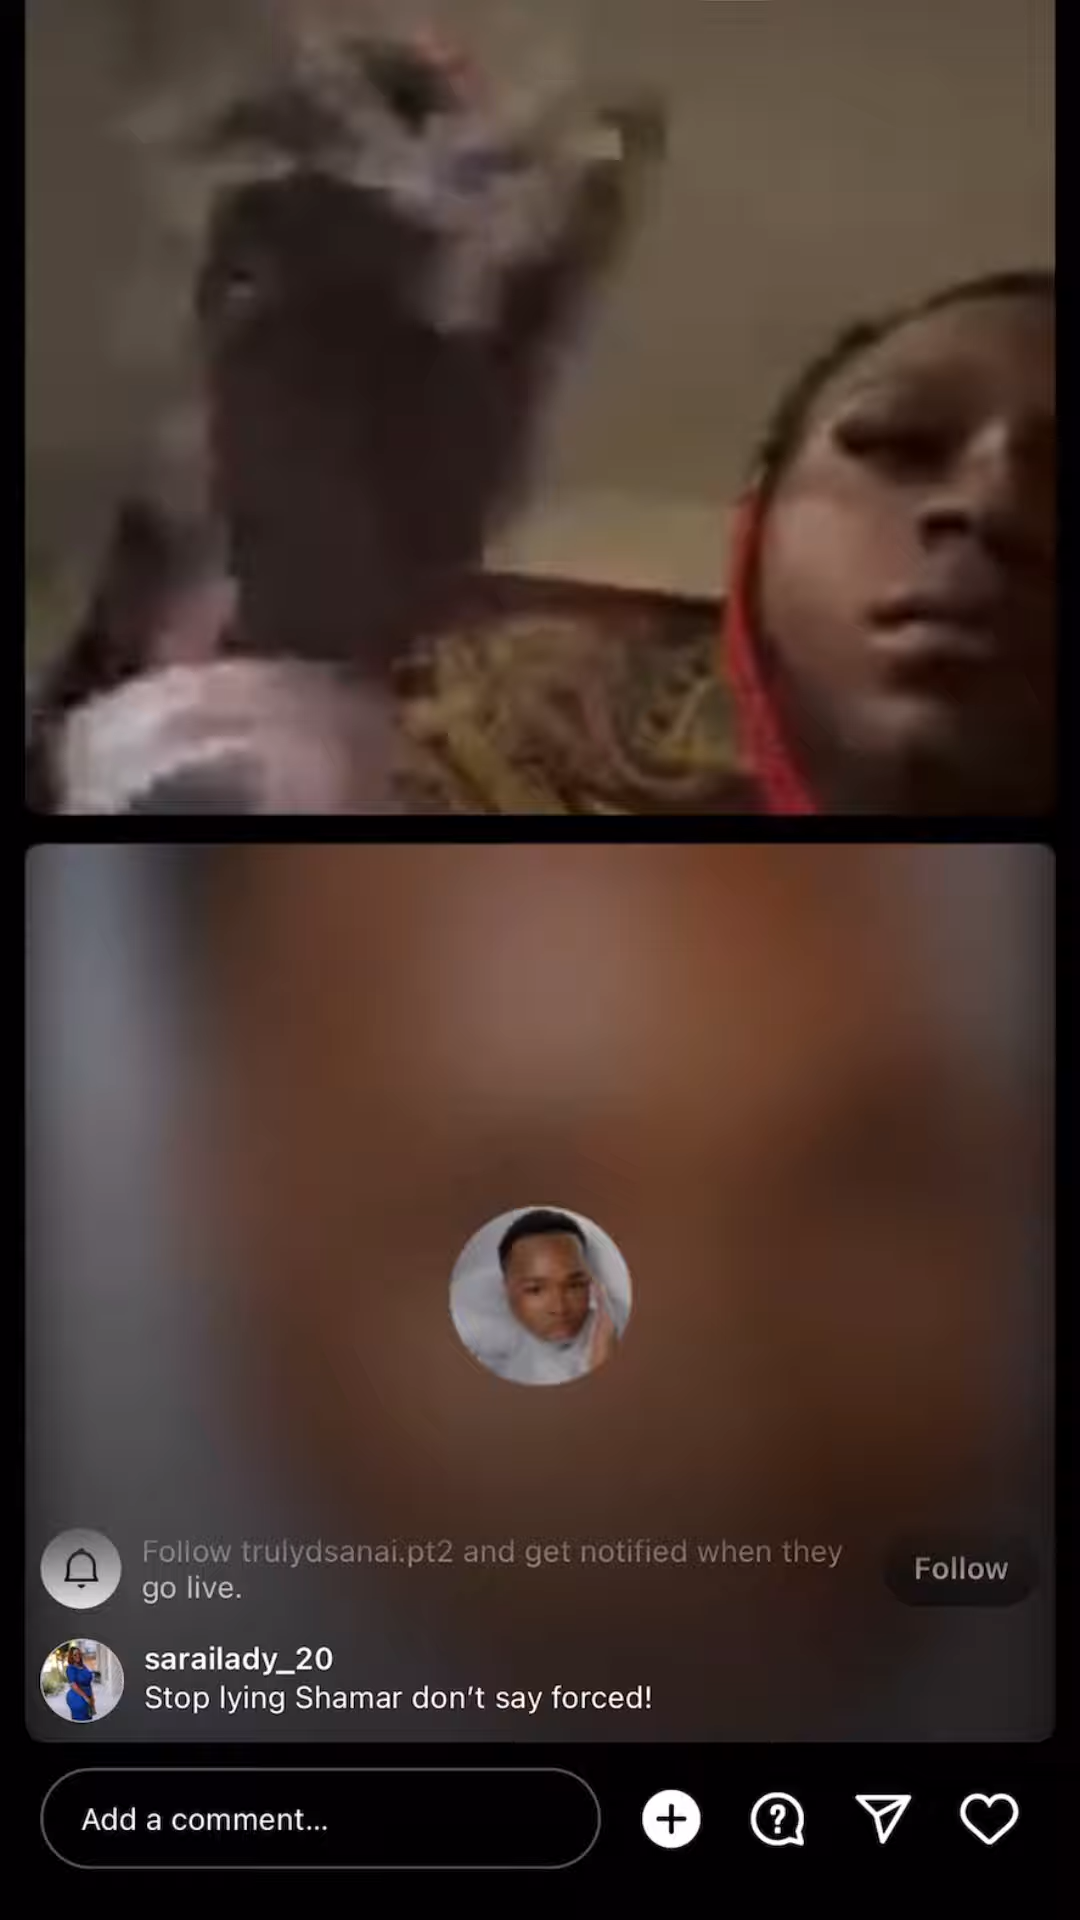 Follow trulydsanai.pt2 and get notified when they
go live.
Follow
sarailady_20
Stop lying Shamar don’t say forced!
Add a comment...